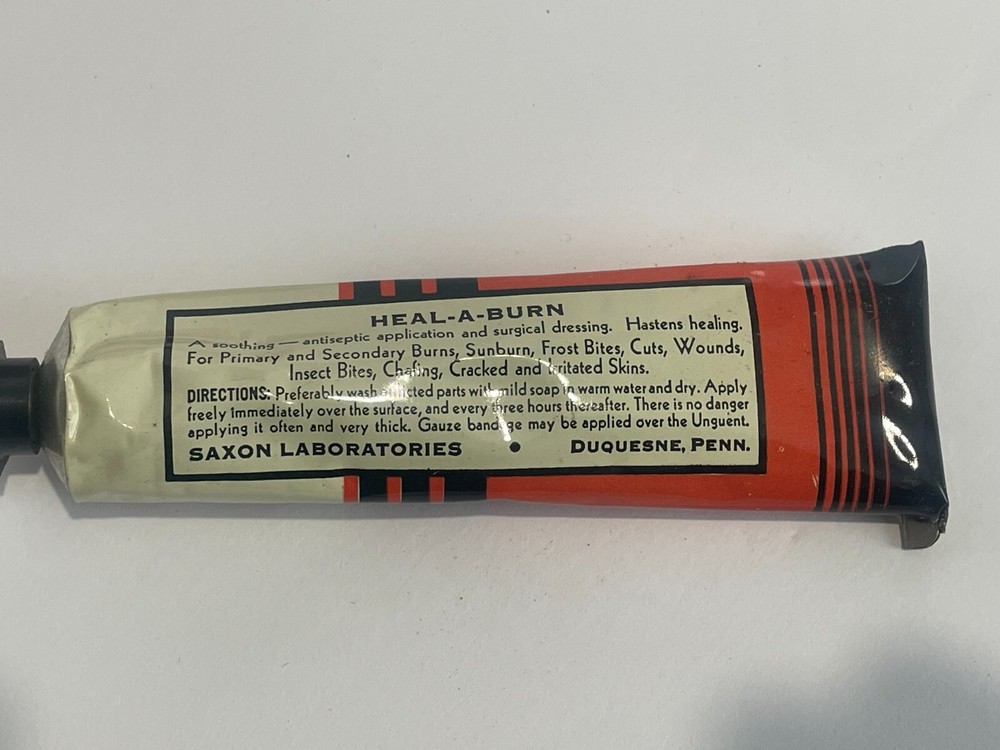 HEAL-A-BURN
A soothing — antiseptic application and surgical dressing. Hastens healing.
For Primary and Secondary Burns, Sunburn, Frost Bites, Cuts, Wounds,
Insect Bites, Chafing, Cracked and Irritated Skins.
DIRECTIONS: Preferably wash afflicted parts with mild soap in warm water and dry. Apply
freely immediately over the surface, and every three hours thereafter. There is no danger
applying it often and very thick. Gauze bandage may be applied over the Unguent.
SAXON LABORATORIES • DUQUESNE, PENN.